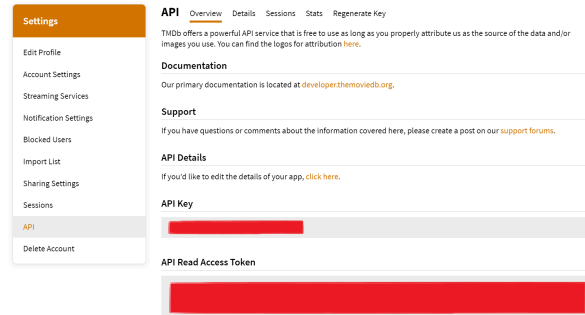 Settings
Edit Profile
Account Settings
Streaming Services
Notification Settings
Blocked Users
Import List
Sharing Settings
Sessions
API
Delete Account
API Overview Details Sessions Stats Regenerate Key
TMDb offers a powerful API service that is free to use as long as you properly attribute us as the source of the data and/or
images you use. You can find the logos for attribution here.
Documentation
Our primary documentation is located at developer.themoviedb.org.
Support
If you have questions or comments about the information covered here, please create a post on our support forums.
API Details
If you'd like to edit the details of your app, click here.
API Key
API Read Access Token